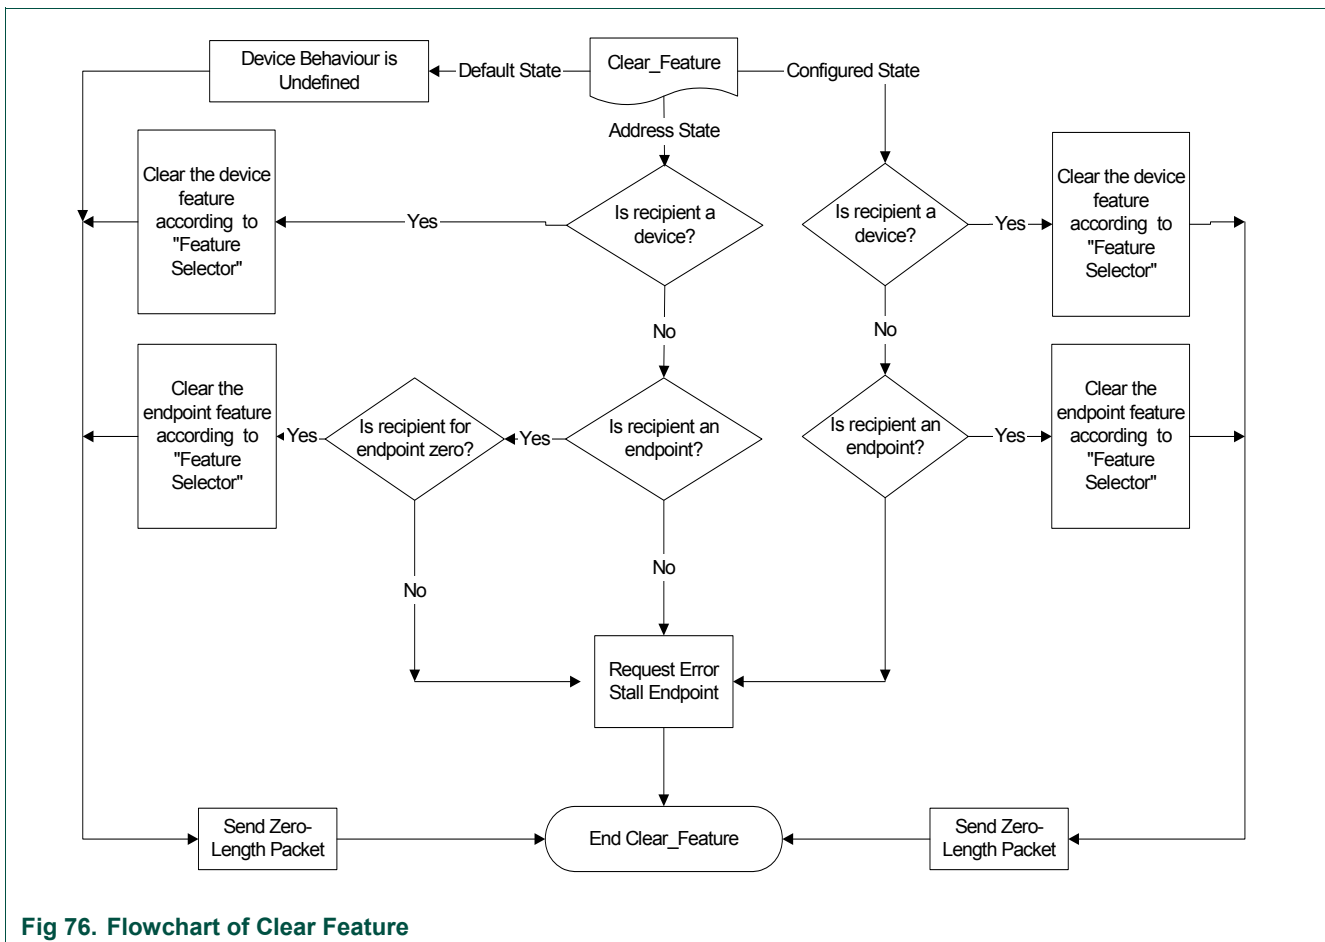 Device Behaviour is
Undefined
Default State
Clear_Feature
Configured State
Address State
Clear the device
feature
according to
"Feature
Selector"
Yes
Is recipient a
device?
Is recipient a
device?
Yes
Clear the device
feature
according to
"Feature
Selector"
No
No
Clear the
endpoint feature
according to
"Feature
Selector"
Yes
Is recipient for
endpoint zero?
Yes
Is recipient an
endpoint?
Is recipient an
endpoint?
Yes
Clear the
endpoint feature
according to
"Feature
Selector"
No
No
Request Error
Stall Endpoint
Send Zero-
Length Packet
End Clear_Feature
Send Zero-
Length Packet
Fig 76. Flowchart of Clear Feature